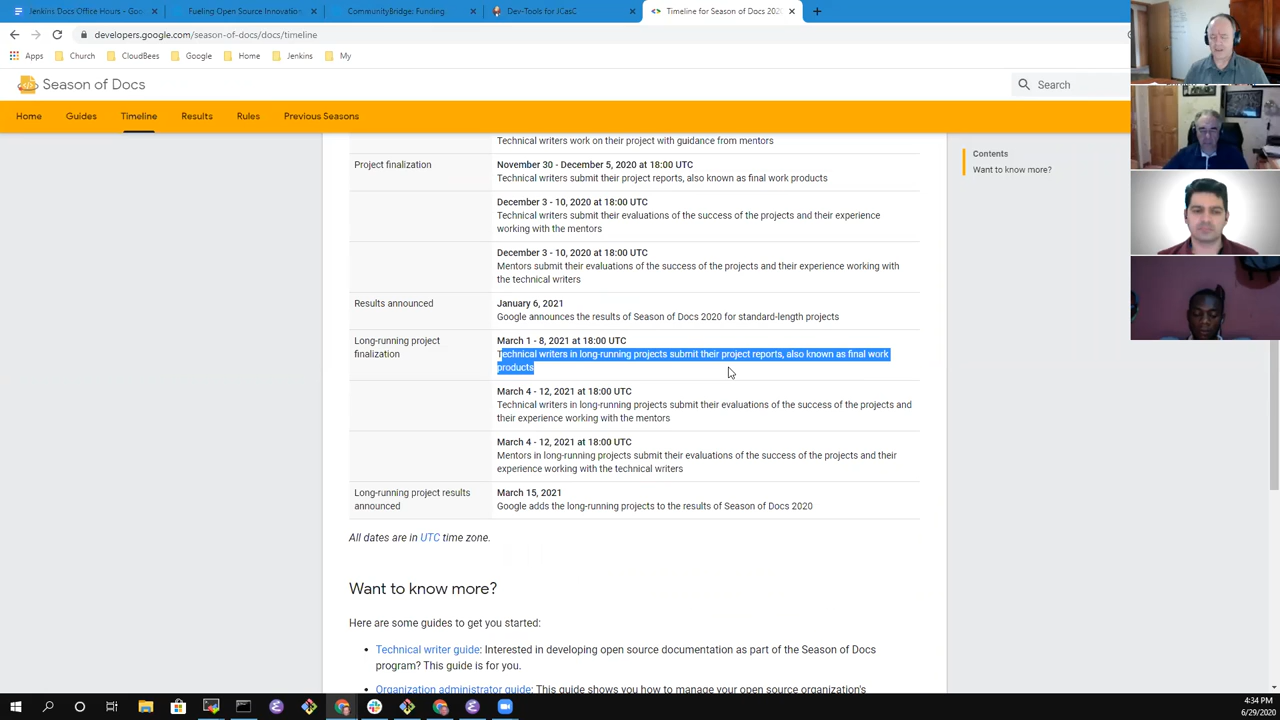 Jenkins Docs Office Hours - Goo
Fueling Open Source Innovation
CommunityBridge: Funding
Dev-Tools for JCasC
Timeline for Season of Docs 202
developers.google.com/season-of-docs/docs/timeline
Apps
Church
CloudBees
Google
Home
Jenkins
My
Season of Docs
Search
Home
Guides
Timeline
Results
Rules
Previous Seasons
Technical writers work on their project with guidance from mentors
Project finalization
November 30 - December 5, 2020 at 18:00 UTC
Technical writers submit their project reports, also known as final work products
December 3 - 10, 2020 at 18:00 UTC
Technical writers submit their evaluations of the success of the projects and their experience
working with the mentors
December 3 - 10, 2020 at 18:00 UTC
Mentors submit their evaluations of the success of the projects and their experience working with
the technical writers
Results announced
January 6, 2021
Google announces the results of Season of Docs 2020 for standard-length projects
Long-running project
finalization
March 1 - 8, 2021 at 18:00 UTC
Technical writers in long-running projects submit their project reports, also known as final work
products
March 4 - 12, 2021 at 18:00 UTC
Technical writers in long-running projects submit their evaluations of the success of the projects and
their experience working with the mentors
March 4 - 12, 2021 at 18:00 UTC
Mentors in long-running projects submit their evaluations of the success of the projects and their
experience working with the technical writers
Long-running project results
announced
March 15, 2021
Google adds the long-running projects to the results of Season of Docs 2020
All dates are in UTC time zone.
Want to know more?
Here are some guides to get you started:
Technical writer guide: Interested in developing open source documentation as part of the Season of Docs
program? This guide is for you.
Organization administrator guide: This guide shows you how to manage your open source organization's
Contents
Want to know more?
4:34 PM
6/29/2020